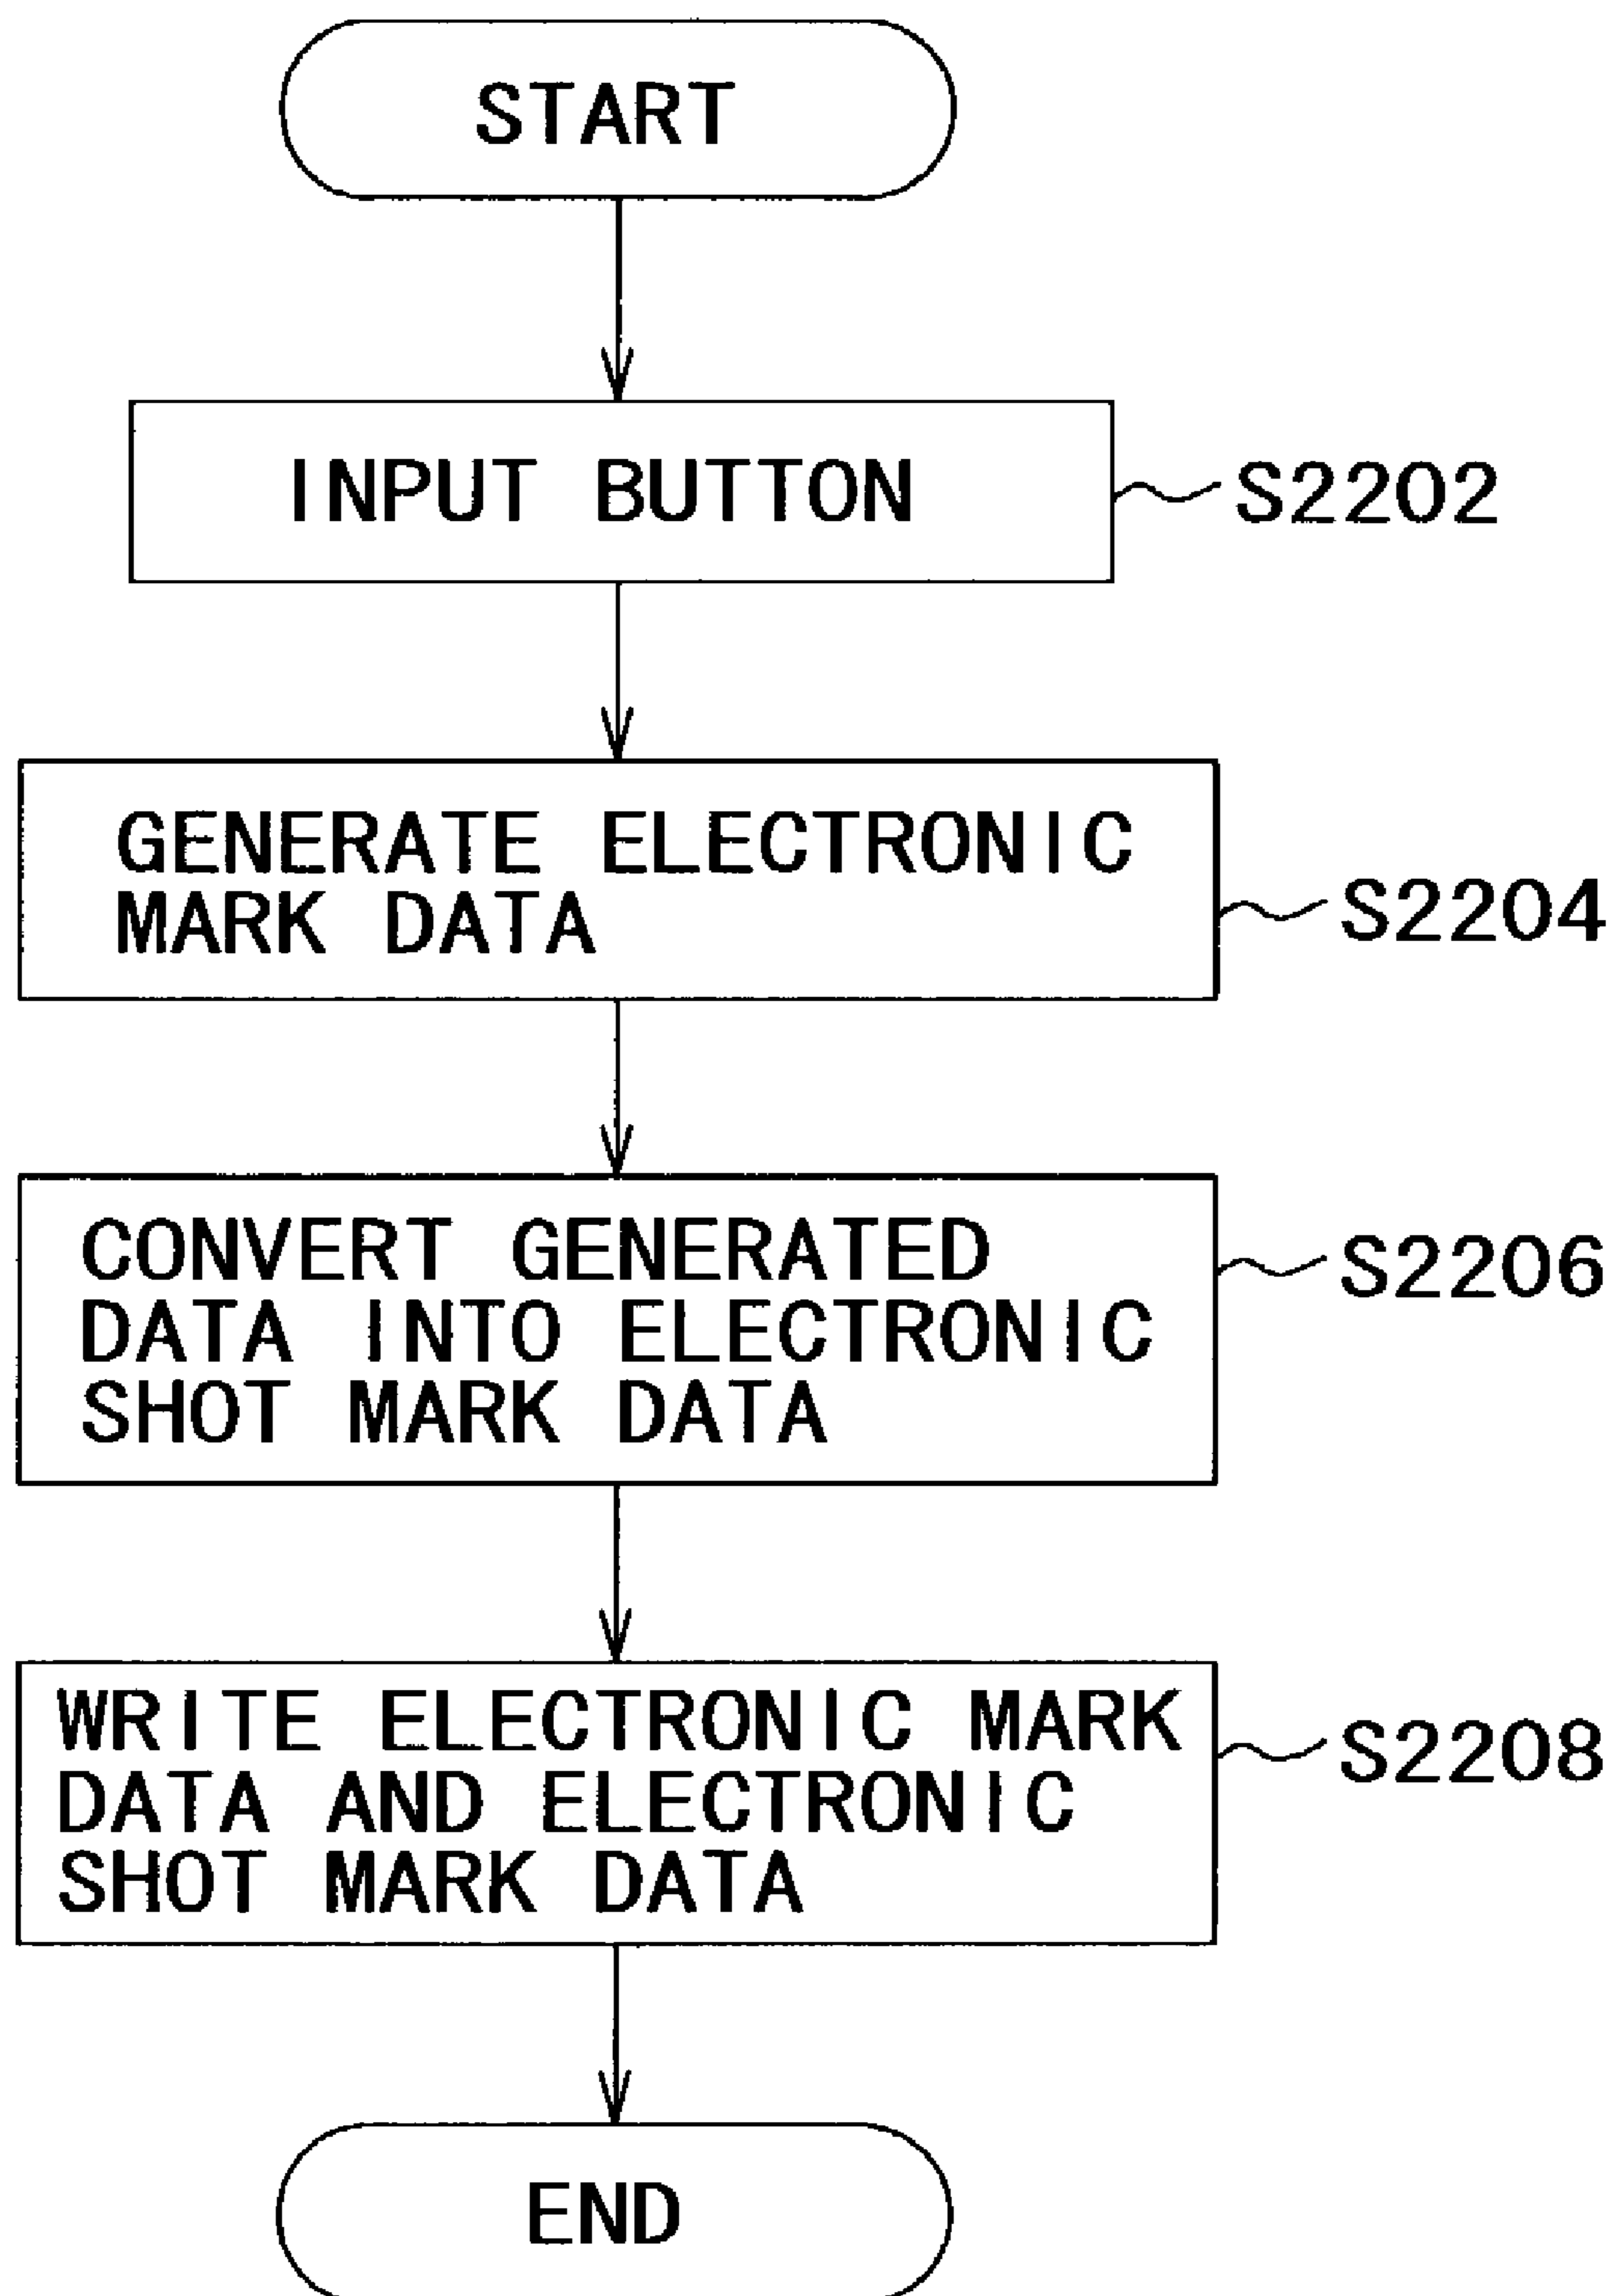 START
INPUT BUTTON
S2202
GENERATE ELECTRONIC
MARK DATA
S2204
CONVERT GENERATED
DATA INTO ELECTRONIC
SHOT MARK DATA
S2206
WRITE ELECTRONIC MARK
DATA AND ELECTRONIC
SHOT MARK DATA
S2208
END